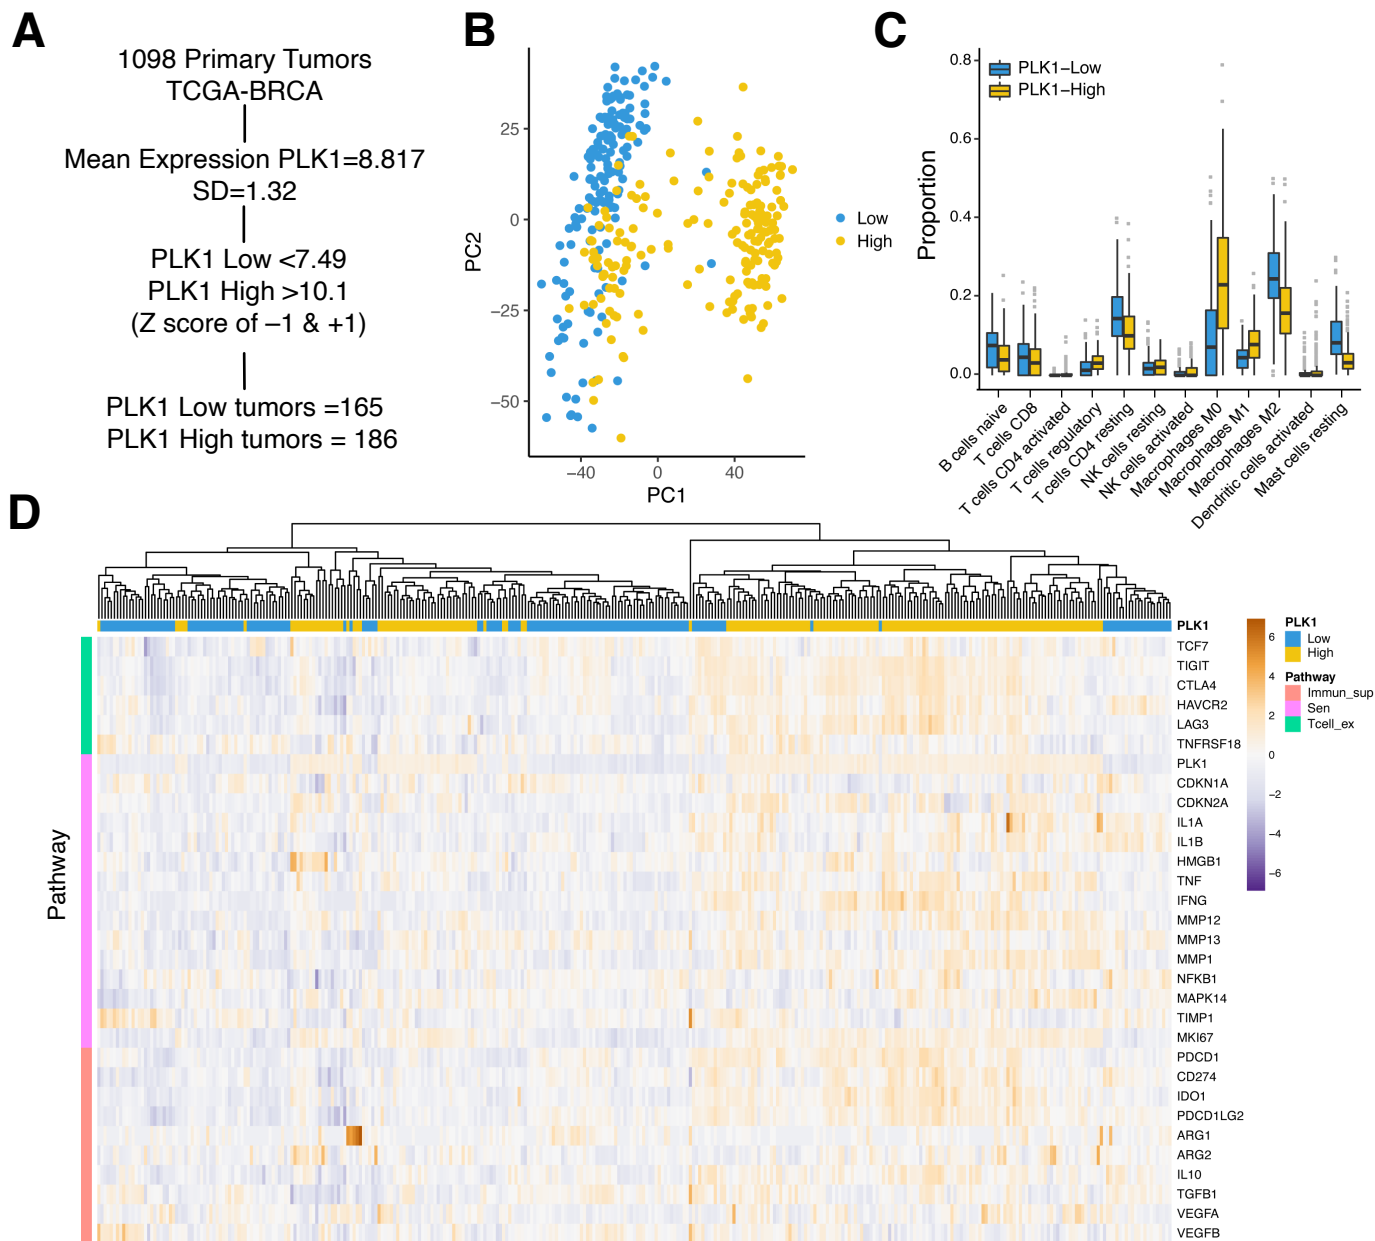 A
1098 Primary Tumors
TCGA-BRCA
Mean Expression PLK1=8.817
SD=1.32
PLK1 Low <7.49
PLK1 High >10.1
(Z score of –1 & +1)
PLK1 Low tumors =165
PLK1 High tumors = 186
B
PC2
25
0
−25
−50
−40
0
40
PC1
Low
High
C
Proportion
0.8
0.6
0.4
0.2
0.0
PLK1−Low
PLK1−High
B cells naive
T cells CD8
T cells CD4 activated
T cells regulatory
T cells CD4 resting
NK cells resting
NK cells activated
Macrophages M0
Macrophages M1
Macrophages M2
Dendritic cells activated
Mast cells resting
D
Pathway
PLK1
TCF7
TIGIT
CTLA4
HAVCR2
LAG3
TNFRSF18
PLK1
CDKN1A
CDKN2A
IL1A
IL1B
HMGB1
TNF
IFNG
MMP12
MMP13
MMP1
NFKB1
MAPK14
TIMP1
MKI67
PDCD1
CD274
IDO1
PDCD1LG2
ARG1
ARG2
IL10
TGFB1
VEGFA
VEGFB
6
4
2
0
−2
−4
−6
PLK1
Low
High
Pathway
Immun_sup
Sen
Tcell_ex